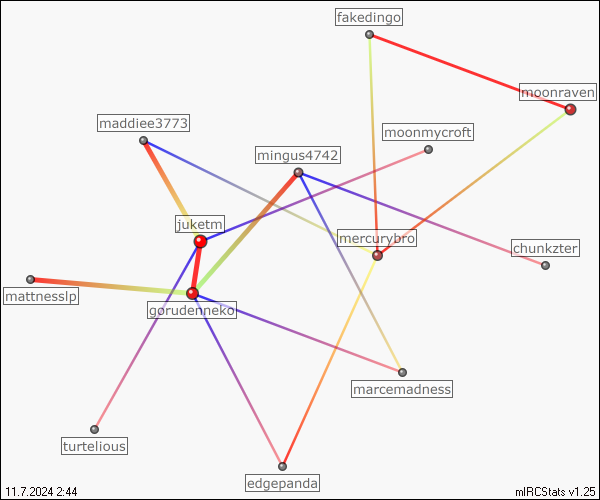 fakedingo
moonraven
maddiee3773
moonmycroft
mingus4742
juketm
mercurybro
chunkzter
mattnesslp
gorudenneko
marcemadness
turtelious
edgepanda
11.7.2024 2:44
mIRCStats v1.25